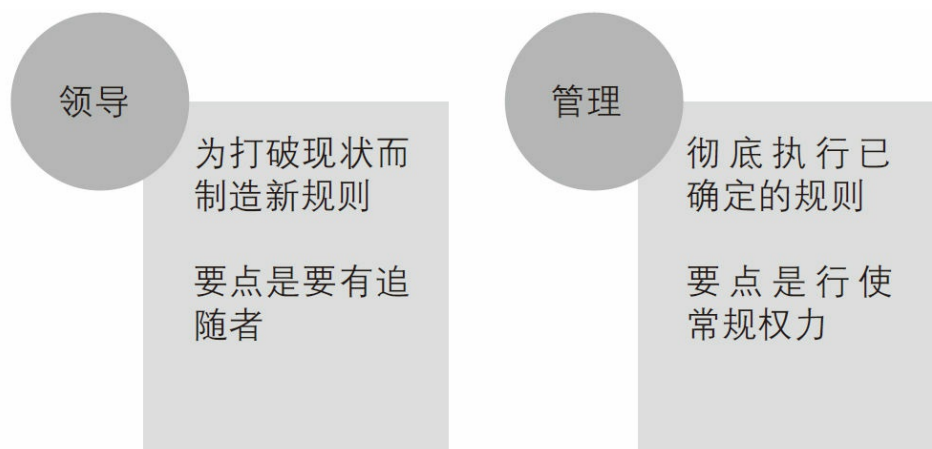 领导
为打破现状而
制造新规则
要点是要有追
随者
管理
彻底执行已
确定的规则
要点是行使
常规权力